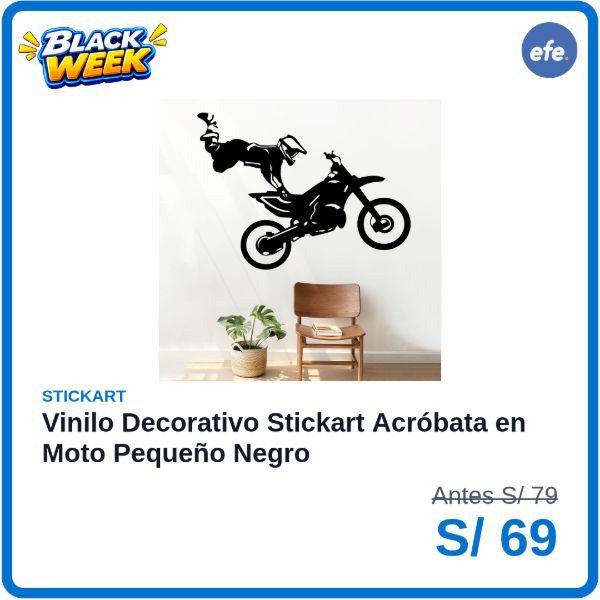 BLACK
WEEK
efe.
STICKART
Vinilo Decorativo Stickart Acróbata en
Moto Pequeño Negro
Antes S/ 79
S/ 69